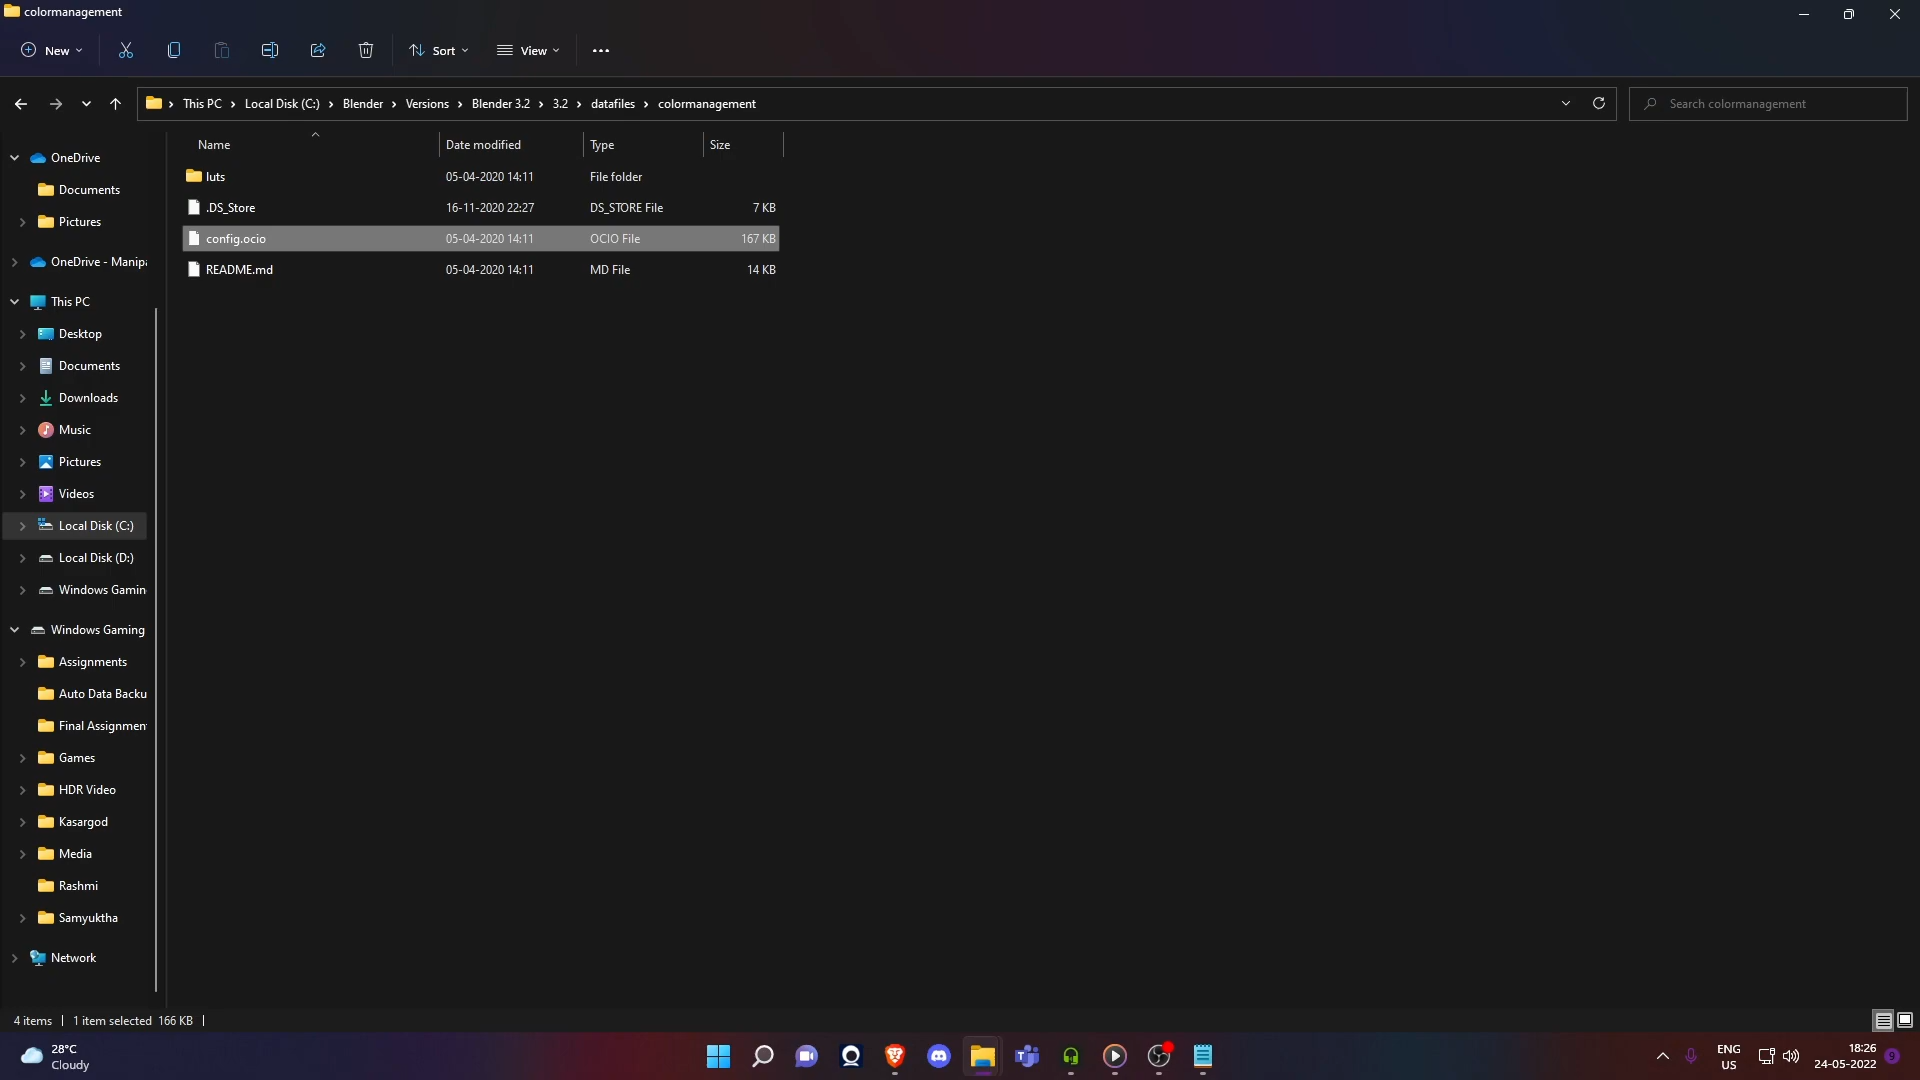 colormanagement
New
Sort
View
This PC
Local Disk (C:)
Blender
Versions
Blender 3.2
3.2
datafiles
colormanagement
Search colormanagement
Name
Date modified
Type
Size
luts
05-04-2020 14:11
File folder
.DS_Store
16-11-2020 22:27
DS_STORE File
7 KB
config.ocio
05-04-2020 14:11
OCIO File
167 KB
README.md
05-04-2020 14:11
MD File
14 KB
OneDrive
Documents
Pictures
OneDrive - Manipa
This PC
Desktop
Documents
Downloads
Music
Pictures
Videos
Local Disk (C:)
Local Disk (D:)
Windows Gamin
Windows Gaming
Assignments
Auto Data Backu
Final Assignmen
Games
HDR Video
Kasargod
Media
Rashmi
Samyuktha
Network
4 items
1 item selected 166 KB
28°C
Cloudy
ENG
US
18:26
24-05-2022
9